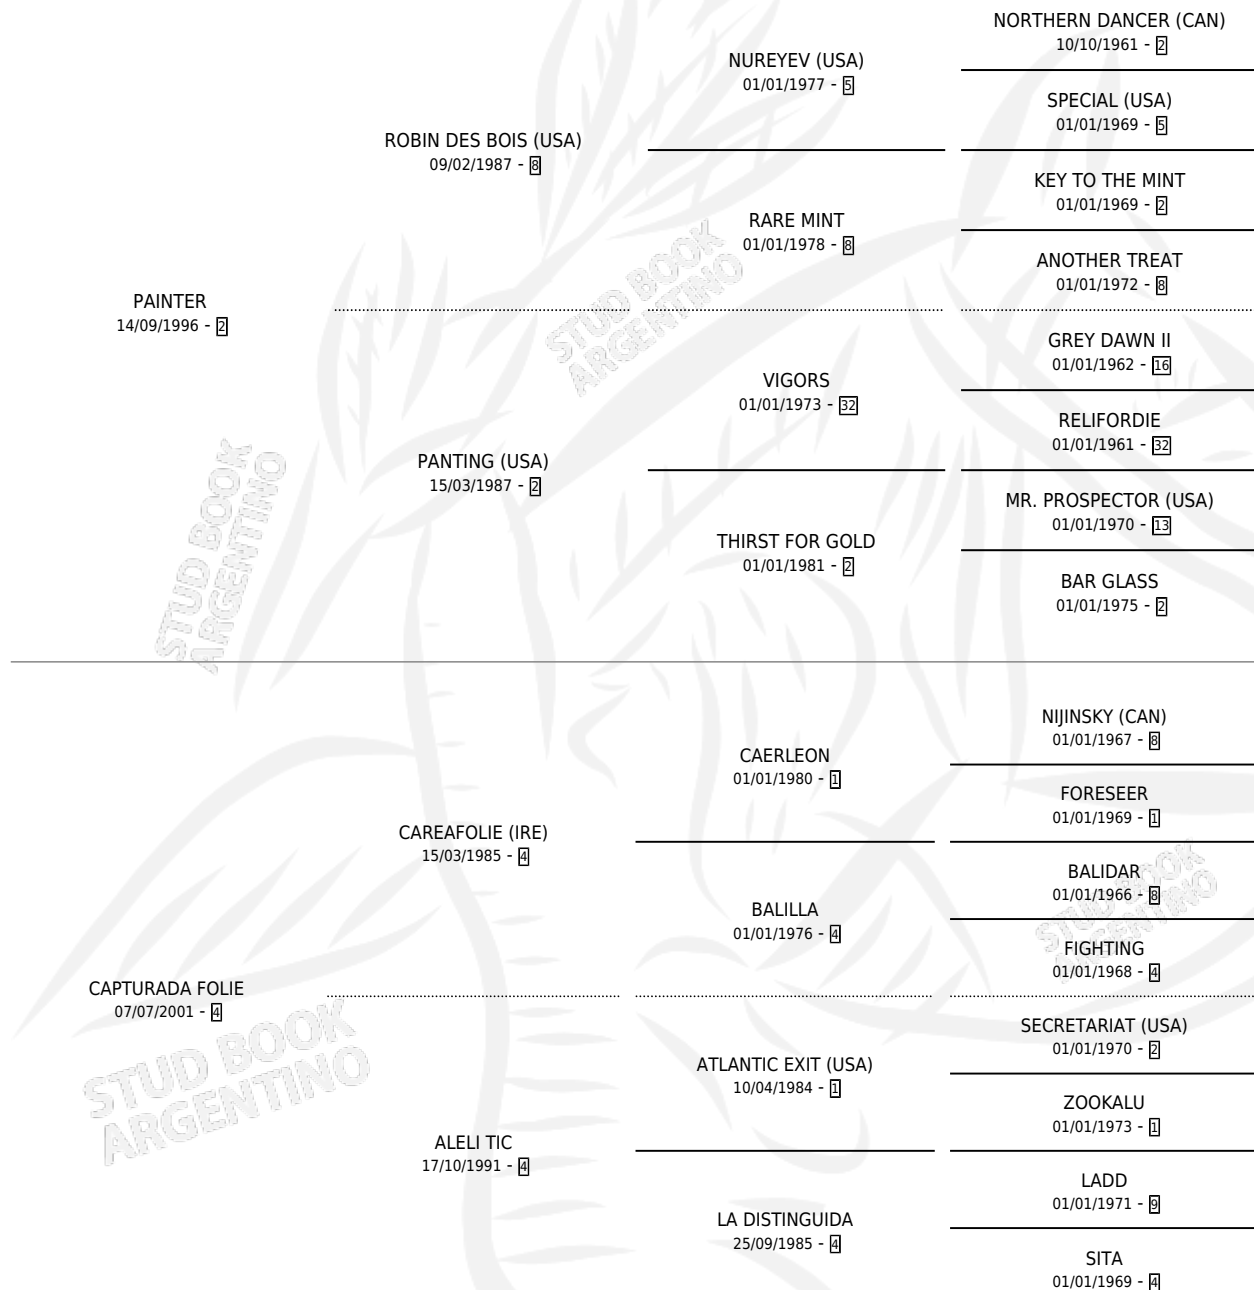 NORTHERN DANCER (CAN)
10/10/1961 - 2
NUREYEV (USA)
01/01/1977 - 5
SPECIAL (USA)
01/01/1969 - 5
ROBIN DES BOIS (USA)
09/02/1987 - 8
KEY TO THE MINT
01/01/1969 - 2
RARE MINT
01/01/1978 - 8
ANOTHER TREAT
01/01/1972 - 8
PAINTER
14/09/1996 - 2
GREY DAWN II
01/01/1962 - 16
VIGORS
01/01/1973 - 32
RELIFORDIE
01/01/1961 - 32
PANTING (USA)
15/03/1987 - 2
MR. PROSPECTOR (USA)
01/01/1970 - 13
THIRST FOR GOLD
01/01/1981 - 2
BAR GLASS
01/01/1975 - 2
NIJINSKY (CAN)
01/01/1967 - 8
CAERLEON
01/01/1980 - 1
FORESEER
01/01/1969 - 1
CAREAFOLIE (IRE)
15/03/1985 - 4
BALIDAR
01/01/1966 - 8
BALILLA
01/01/1976 - 4
FIGHTING
01/01/1968 - 4
CAPTURADA FOLIE
07/07/2001 - 4
SECRETARIAT (USA)
01/01/1970 - 2
ATLANTIC EXIT (USA)
10/04/1984 - 1
ZOOKALU
01/01/1973 - 1
ALELI TIC
17/10/1991 - 4
LADD
01/01/1971 - 9
LA DISTINGUIDA
25/09/1985 - 4
SITA
01/01/1969 - 4
STUD BOOK
ARGENTINO
STUD BOOK
ARGENTINO
STUD BOOK
ARGENTINO
STUD BOOK
ARGENTINO